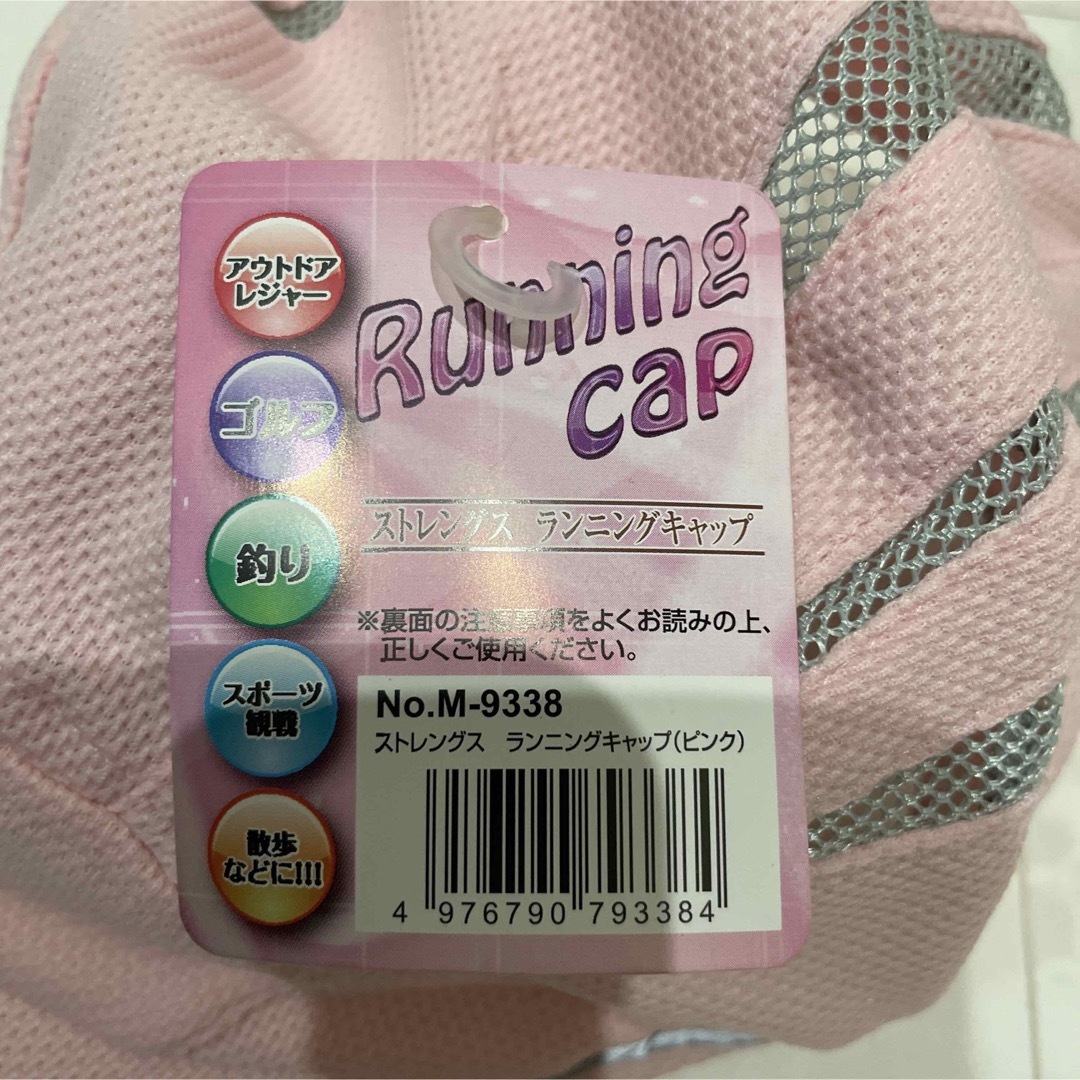 Running
cap
アウトドア
レジャー
ゴルフ
釣り
スポーツ
観戦
散歩
などに!!!
ストレングス ランニングキャップ
※裏面の注意事項をよくお読みの上、
正しくご使用ください。
No.M-9338
ストレングス ランニングキャップ(ピンク)
4 976790 793384